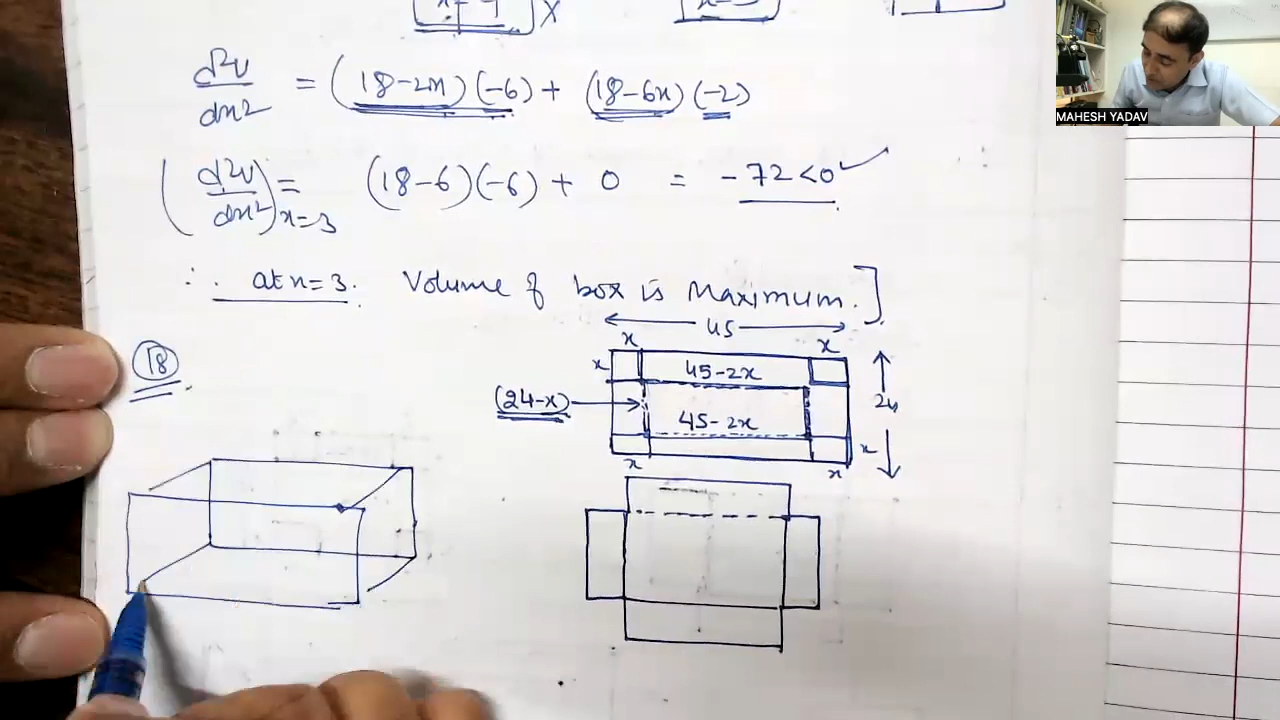 MAHESH YADAV
d²v/dx² = (18-2x)(-6) + (18-6x)(-2)
(d²v/dx²)x=3 = (18-6)(-6) + 0 = -72<0 ✓
∴ at x=3. Volume of box is Maximum.]
45
x x
18 x 45-2x
(24-x) 24
45-2x
x x x